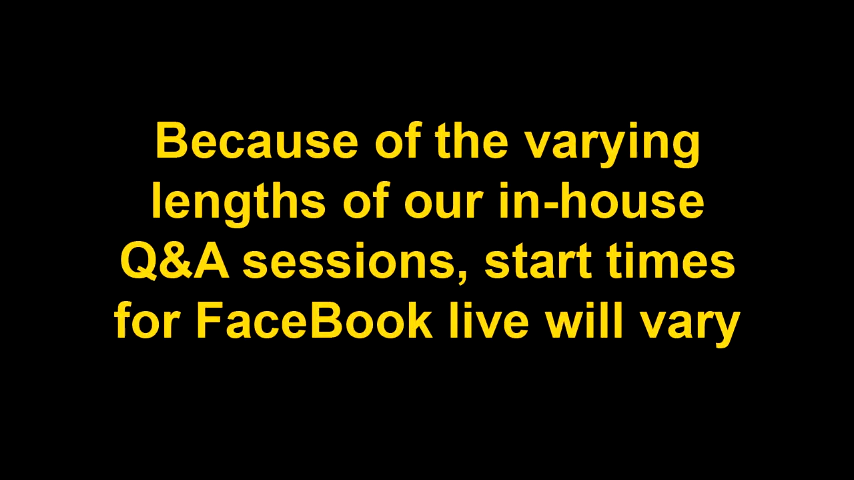 Because of the varying
lengths of our in-house
Q&A sessions, start times
for FaceBook live will vary